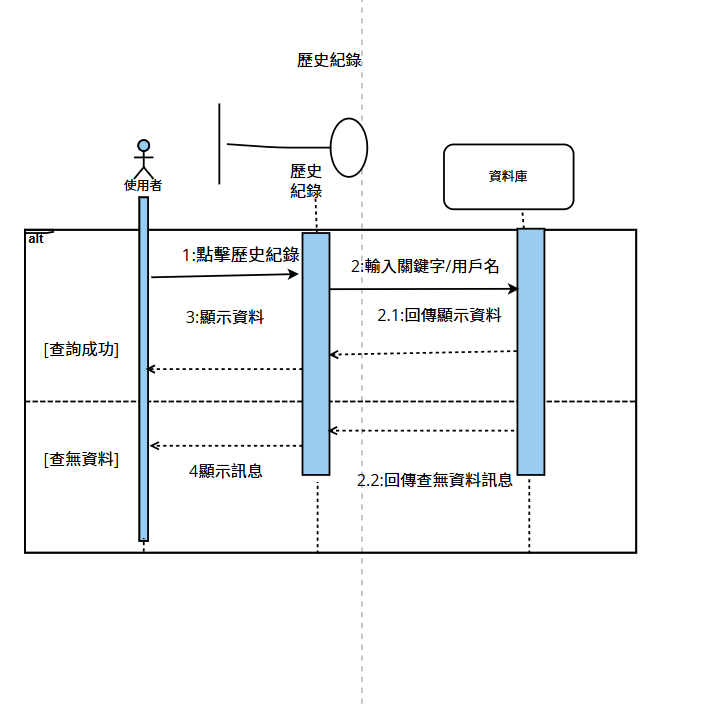 歷史紀錄
歷史
紀錄
使用者
資料庫
alt
1:點擊歷史紀錄
2:輸入關鍵字/用戶名
3:顯示資料
2.1:回傳顯示資料
[查詢成功]
[查無資料]
4顯示訊息
2.2:回傳查無資料訊息